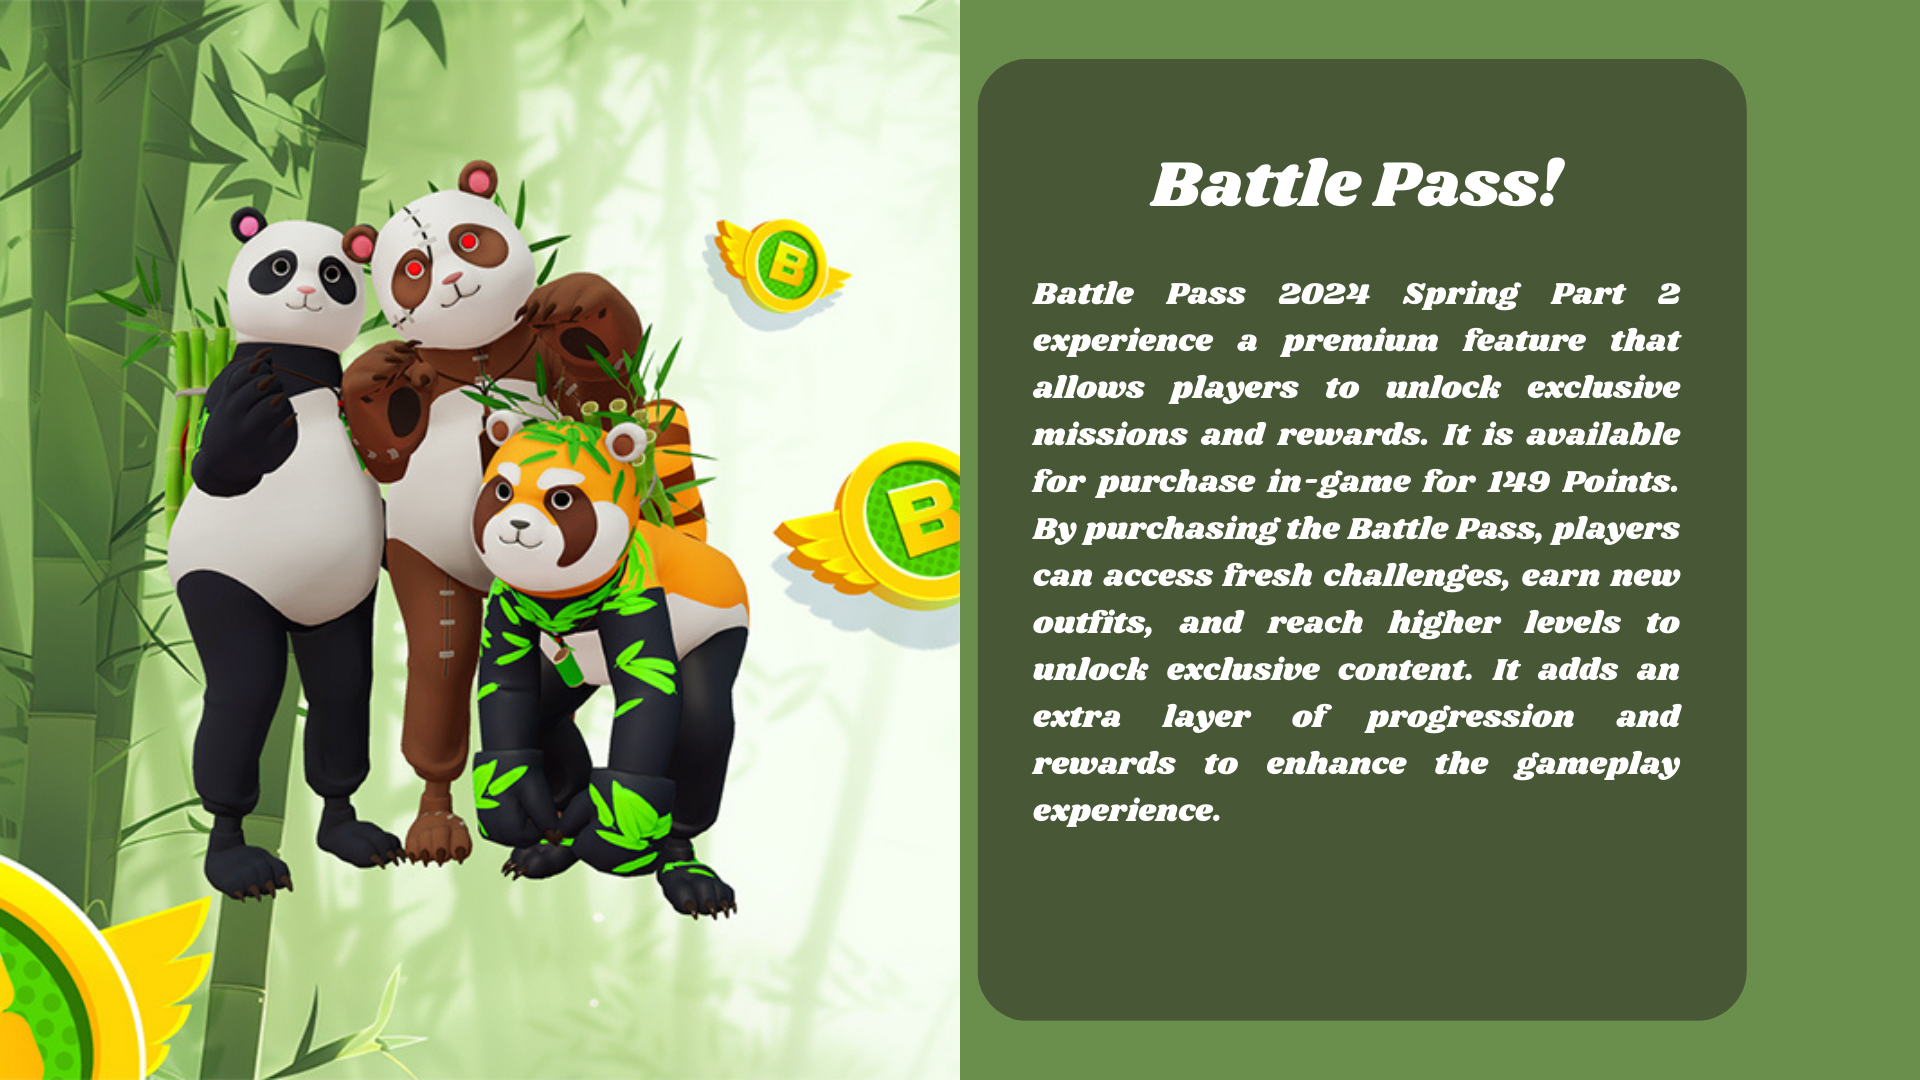 B
B
Battle Pass!
Battle Pass 2024 Spring Part 2
experience a premium feature that
allows players to unlock exclusive
missions and rewards. It is available
for purchase in-game for 149 Points.
By purchasing the Battle Pass, players
can access fresh challenges, earn new
outfits, and reach higher levels to
unlock exclusive content. It adds an
extra layer of progression and
rewards to enhance the gameplay
experience.